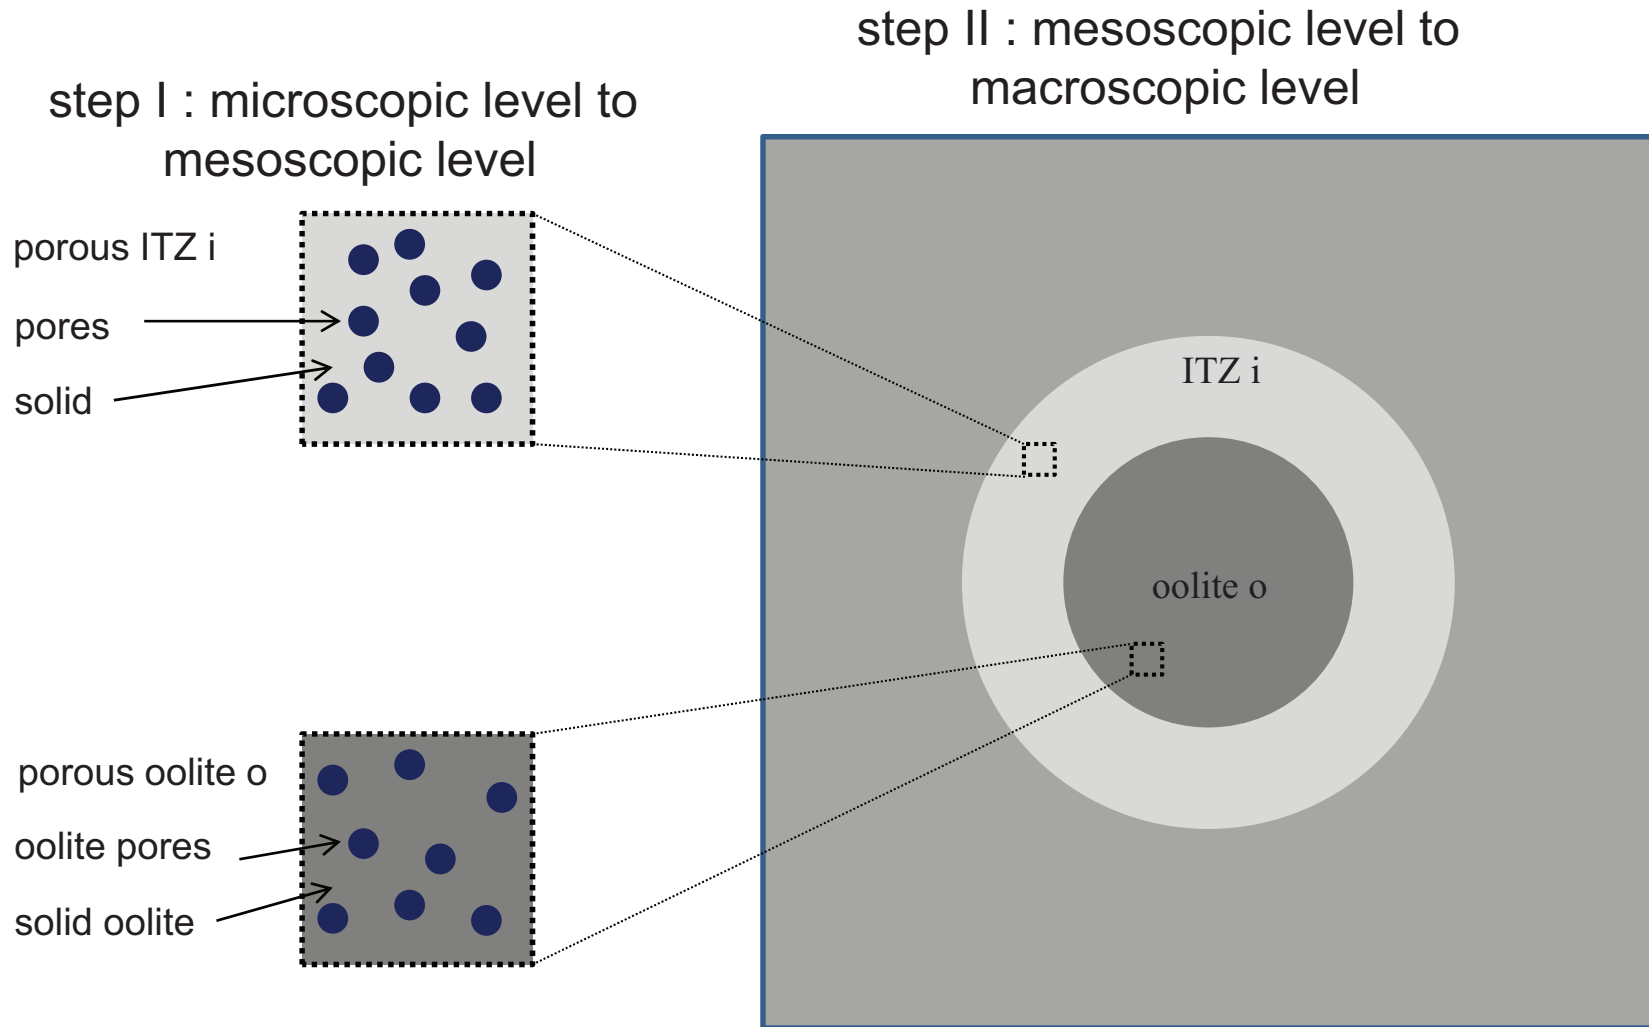 step I : microscopic level to
mesoscopic level
step II : mesoscopic level to
macroscopic level
porous ITZ i
pores
solid
ITZ i
oolite o
porous oolite o
oolite pores
solid oolite